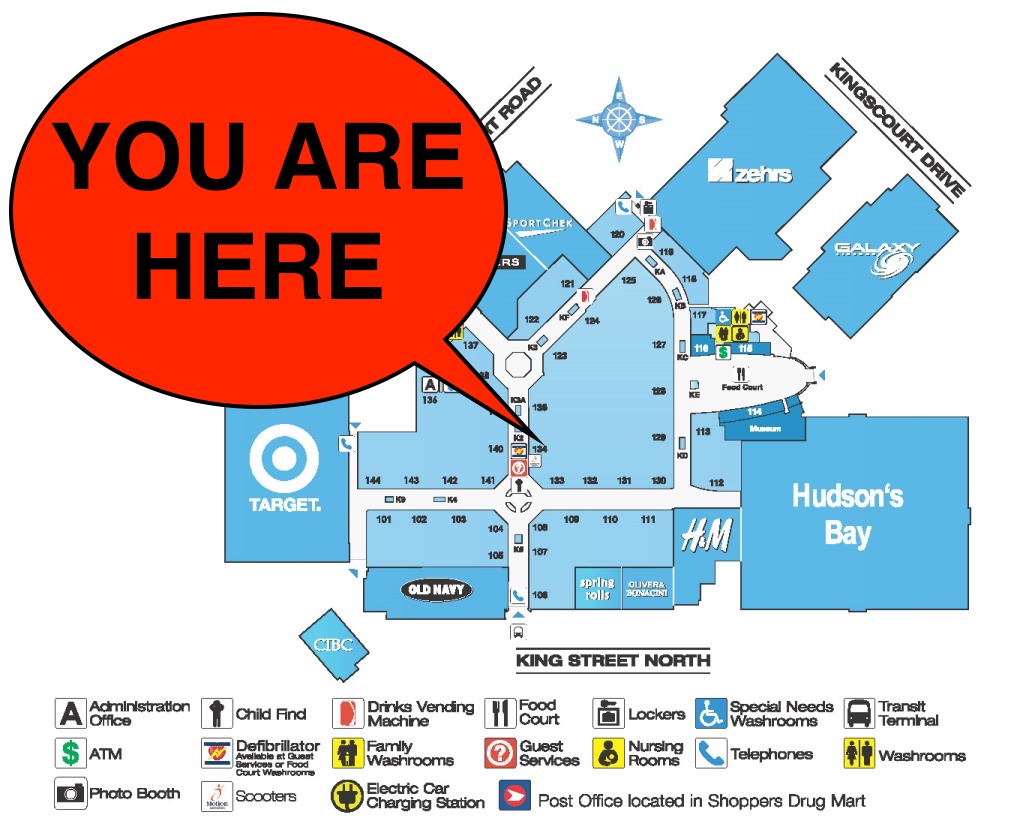 YOU ARE
HERE
IT ROAD
KINGSCOURT DRIVE
E
N
S
W
zehrs
GALAXY
SPORTCHEK
ERS
120
119
118
KA
KB
125
126
121
KF
124
122
K3
123
117
116
115
127
KC
Food Court
KE
128
114
Museum
113
129
KD
112
137
A
136
K3A
135
K2
134
140
144
143
142
141
133
132
131
130
K9
K4
TARGET.
101
102
103
104
105
108
109
110
111
K5
107
106
H&M
Hudson's
Bay
OLD NAVY
spring
rolls
OLIVER &
BONACINI
CIBC
KING STREET NORTH
A Administration
Office
Child Find
Drinks Vending
Machine
Food
Court
Lockers
Special Needs
Washrooms
Transit
Terminal
$ ATM
Defibrillator
Available at Guest
Services or Food
Court Washrooms
Family
Washrooms
? Guest
Services
Nursing
Rooms
Telephones
Washrooms
Photo Booth
Motion
Scooters
Electric Car
Charging Station
Post Office located in Shoppers Drug Mart